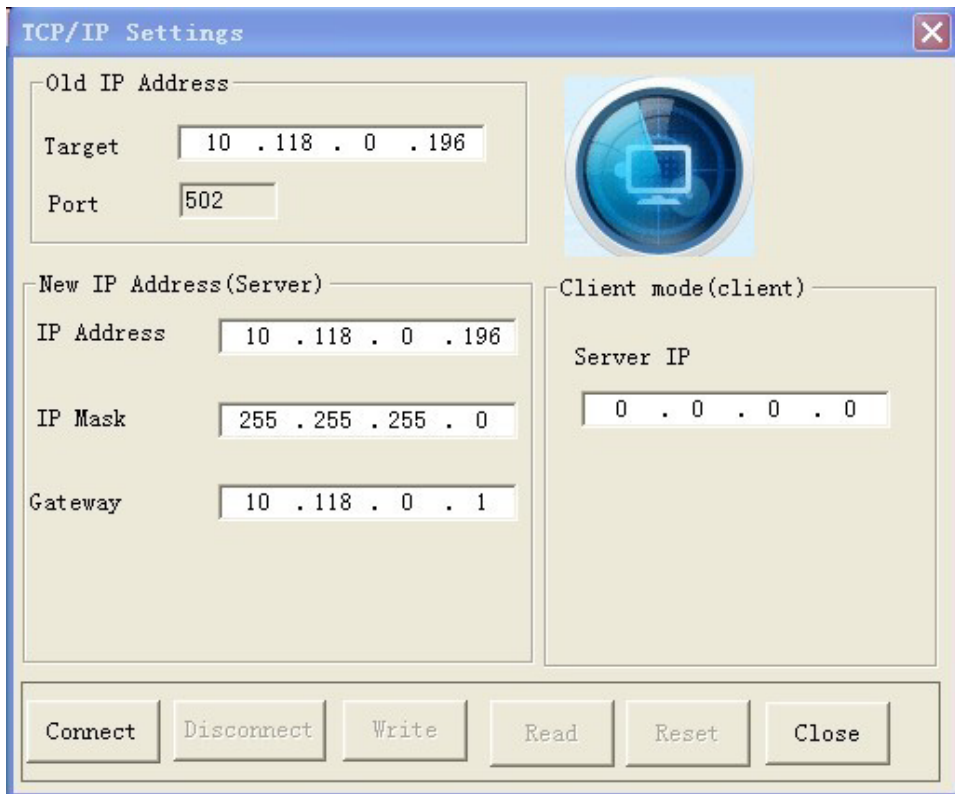 TCP/IP Settings
Old IP Address
Target 10 .118 . 0 .196
Port 502
New IP Address(Server)
IP Address 10 .118 . 0 .196
IP Mask 255 .255 .255 . 0
Gateway 10 .118 . 0 . 1
Client mode(client)
Server IP
0 . 0 . 0 . 0
Connect Disconnect Write Read Reset Close